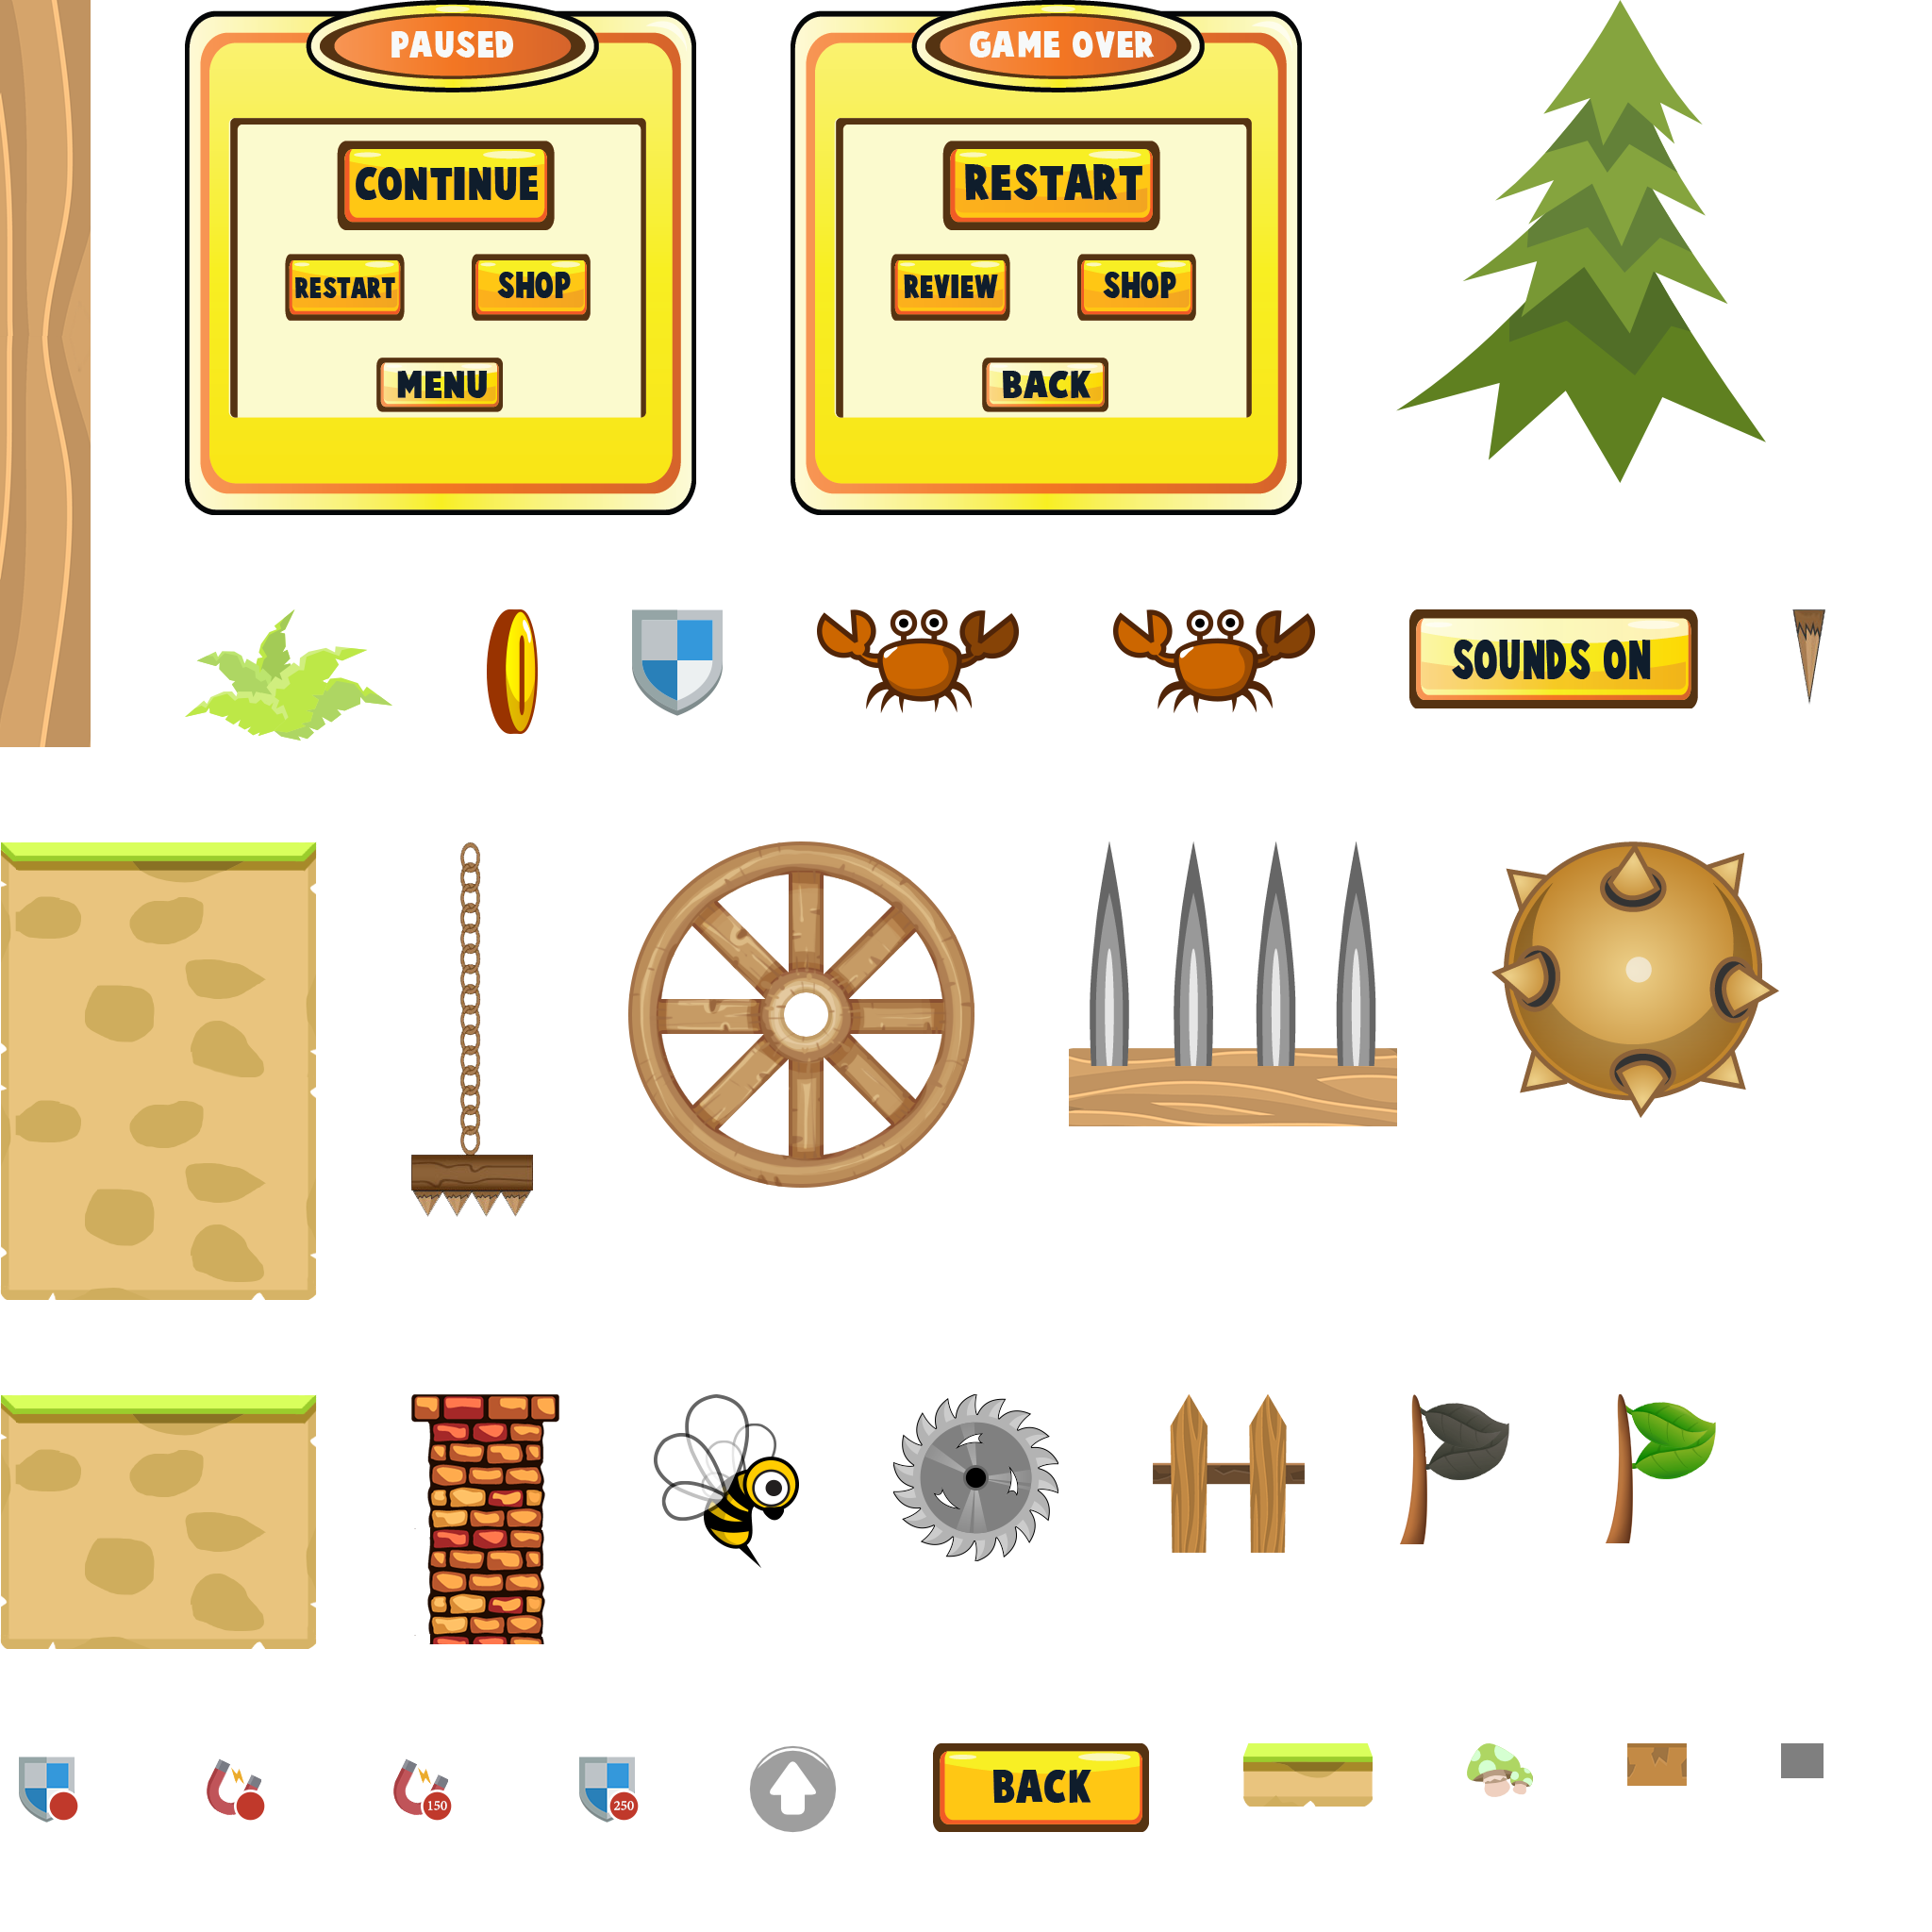 PAUSED
CONTINUE
RESTART
SHOP
MENU
GAME OVER
RESTART
REVIEW
SHOP
BACK
SOUNDS ON
150
250
BACK